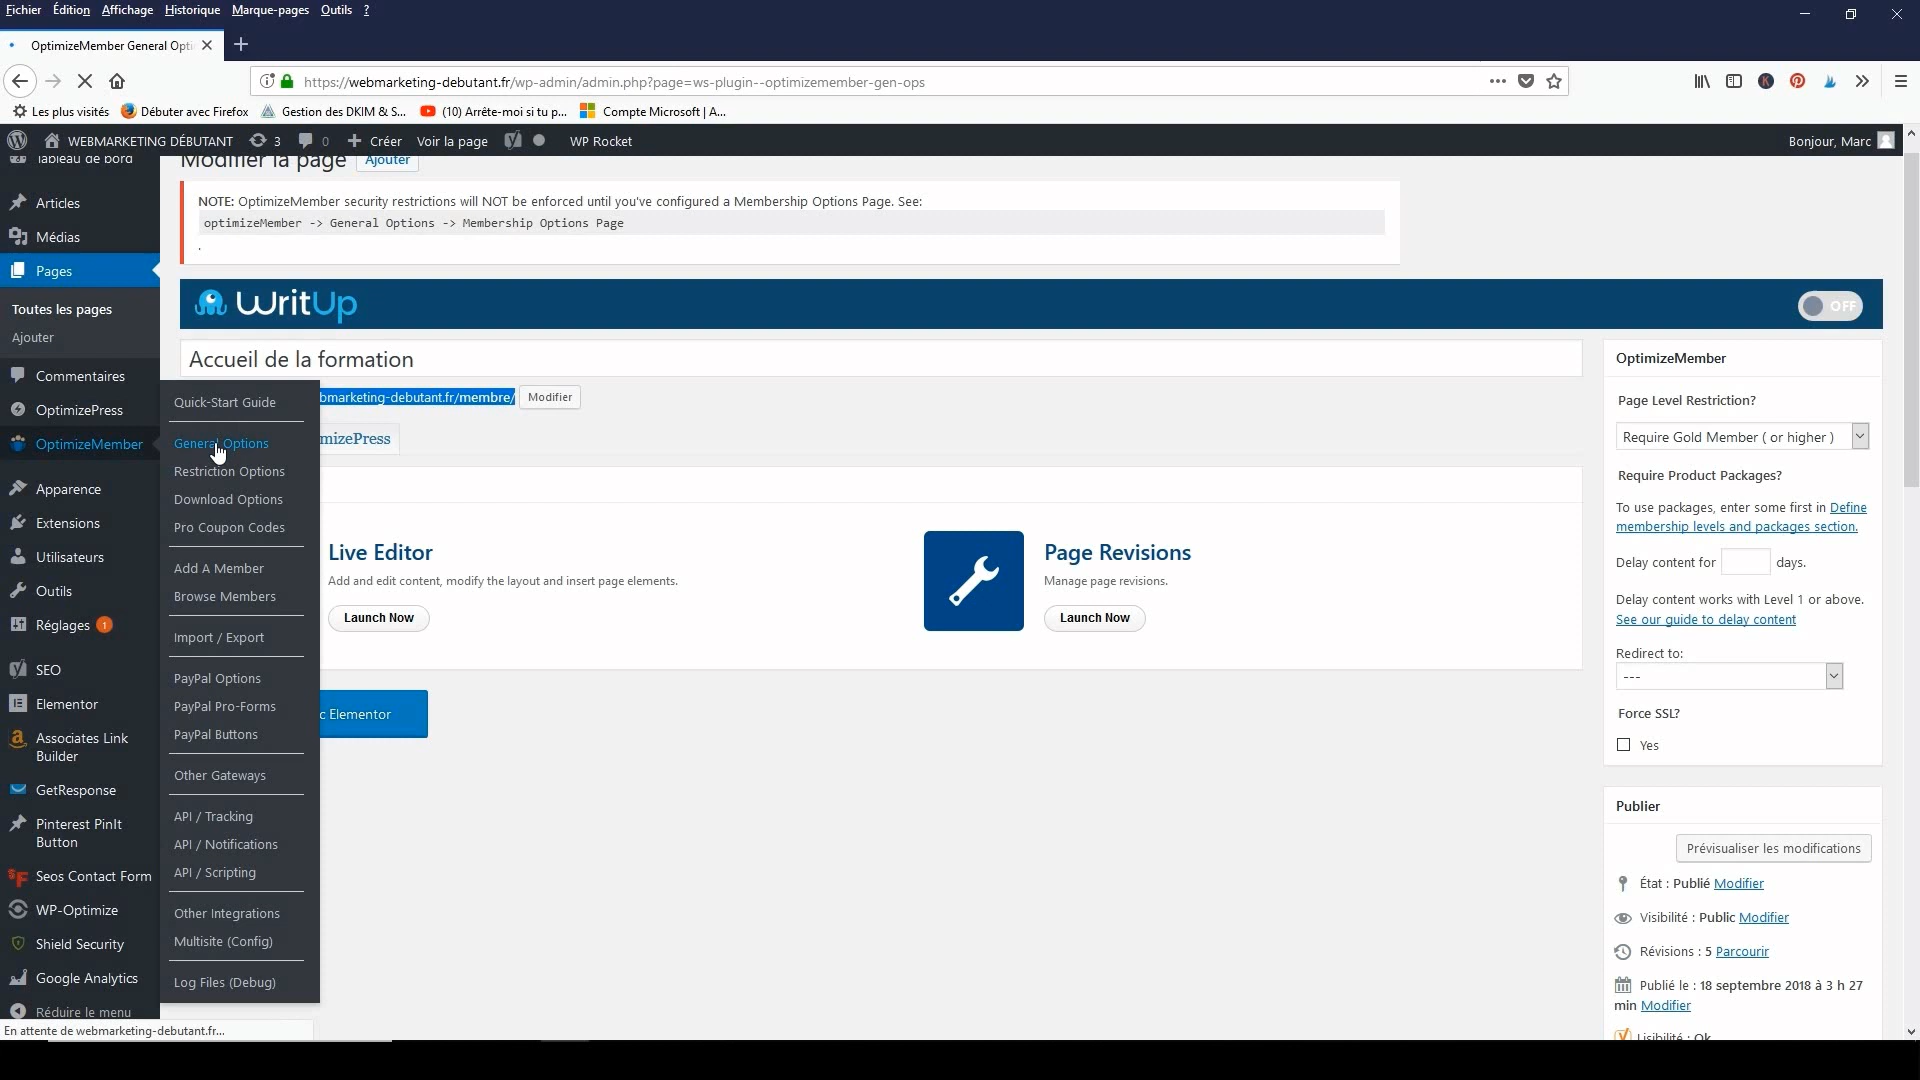 Fichier Édition Affichage Historique Marque-pages Outils ?
OptimizeMember General Opti
https://webmarketing-debutant.fr/wp-admin/admin.php?page=ws-plugin--optimizemember-gen-ops
Les plus visités Débuter avec Firefox Gestion des DKIM & S... (10) Arrête-moi si tu p... Compte Microsoft | A...
WEBMARKETING DÉBUTANT 3 0 Créer Voir la page WP Rocket Bonjour, Marc
Tableau de bord
Articles
Médias
Pages
Toutes les pages
Ajouter
Commentaires
OptimizePress
OptimizeMember
Apparence
Extensions
Utilisateurs
Outils
Réglages 1
SEO
Elementor
Associates Link
Builder
GetResponse
Pinterest PinIt
Button
Seos Contact Form
WP-Optimize
Shield Security
Google Analytics
Réduire le menu
En attente de webmarketing-debutant.fr...
Quick-Start Guide
General Options
Restriction Options
Download Options
Pro Coupon Codes
Add A Member
Browse Members
Import / Export
PayPal Options
PayPal Pro-Forms
PayPal Buttons
Other Gateways
API / Tracking
API / Notifications
API / Scripting
Other Integrations
Multisite (Config)
Log Files (Debug)
Modifier la page Ajouter
NOTE: OptimizeMember security restrictions will NOT be enforced until you've configured a Membership Options Page. See:
optimizeMember -> General Options -> Membership Options Page
.
WritUp OFF
Accueil de la formation
bmarketing-debutant.fr/membre/ Modifier
mizePress
Live Editor
Add and edit content, modify the layout and insert page elements.
Launch Now
Page Revisions
Manage page revisions.
Launch Now
c Elementor
OptimizeMember
Page Level Restriction?
Require Gold Member ( or higher )
Require Product Packages?
To use packages, enter some first in Define
membership levels and packages section.
Delay content for days.
Delay content works with Level 1 or above.
See our guide to delay content
Redirect to:
---
Force SSL?
Yes
Publier
Prévisualiser les modifications
État : Publié Modifier
Visibilité : Public Modifier
Révisions : 5 Parcourir
Publié le : 18 septembre 2018 à 3 h 27
min Modifier
Lisibilité : Ok